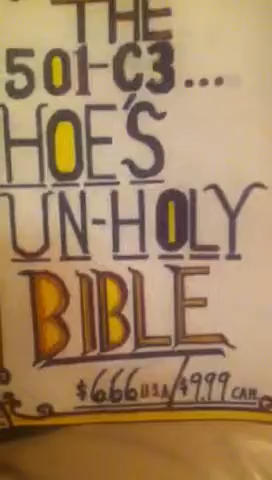 THE
501-C3...
HOE'S
UN-HOLY
BIBLE
$6.66 USA/$9.99 CAN.